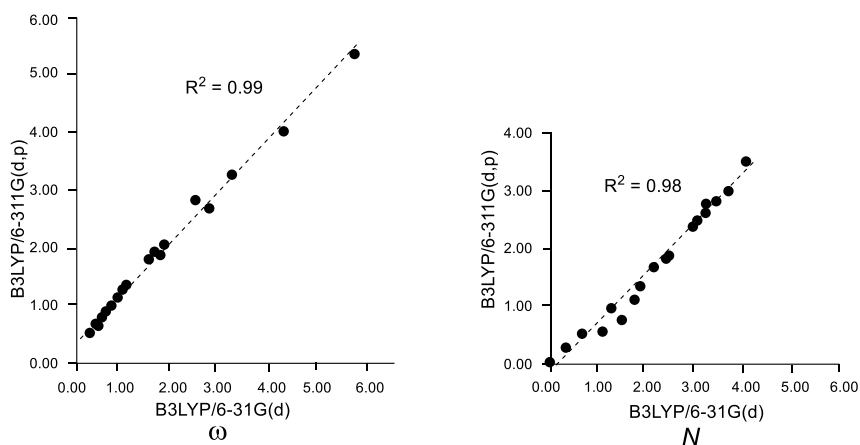 6.00
5.00
4.00
3.00
2.00
1.00
0.00
B3LYP/6-311G(d,p)
R² = 0.99
0.00 1.00 2.00 3.00 4.00 5.00 6.00
B3LYP/6-31G(d)
ω
4.00
3.00
2.00
1.00
0.00
B3LYP/6-311G(d,p)
R² = 0.98
0.00 1.00 2.00 3.00 4.00 5.00 6.00
B3LYP/6-31G(d)
N